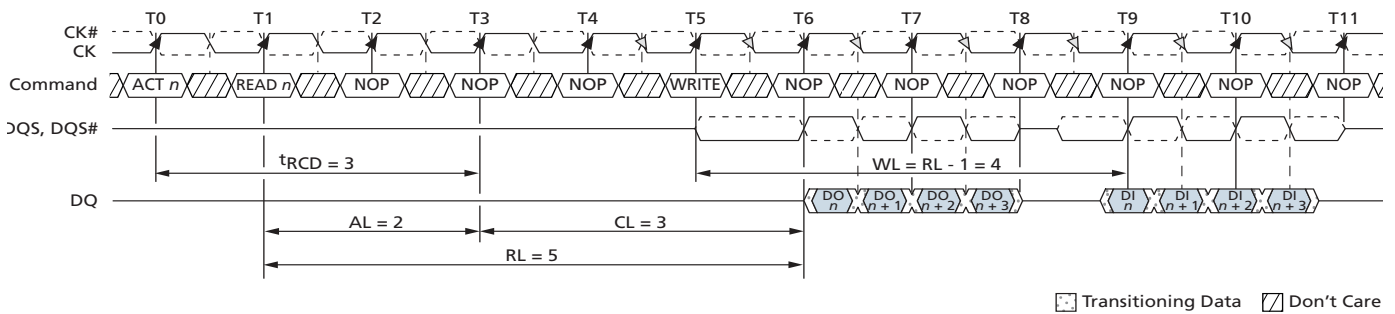 T0 T1 T2 T3 T4 T5 T6 T7 T8 T9 T10 T11
CK#
CK
Command ACT n READ n NOP NOP NOP WRITE NOP NOP NOP NOP NOP NOP
DQS, DQS#
tRCD = 3 WL = RL - 1 = 4
DQ DO n DO n + 1 DO n + 2 DO n + 3 DI n DI n + 1 DI n + 2 DI n + 3
AL = 2 CL = 3
RL = 5
Transitioning Data Don't Care